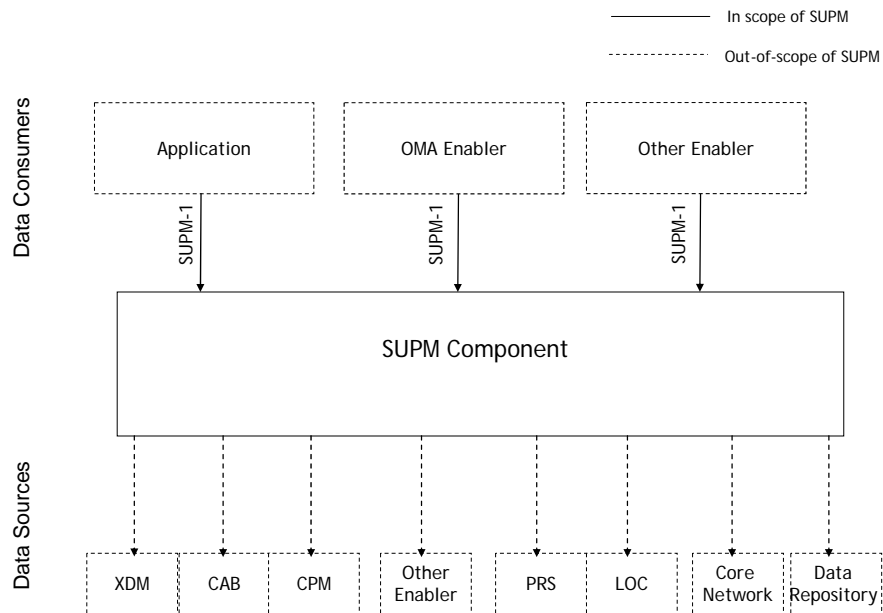 In scope of SUPM
Out-of-scope of SUPM
Data Consumers
Application
OMA Enabler
Other Enabler
SUPM-1
SUPM-1
SUPM-1
SUPM Component
Data Sources
XDM
CAB
CPM
Other
Enabler
PRS
LOC
Core
Network
Data
Repository